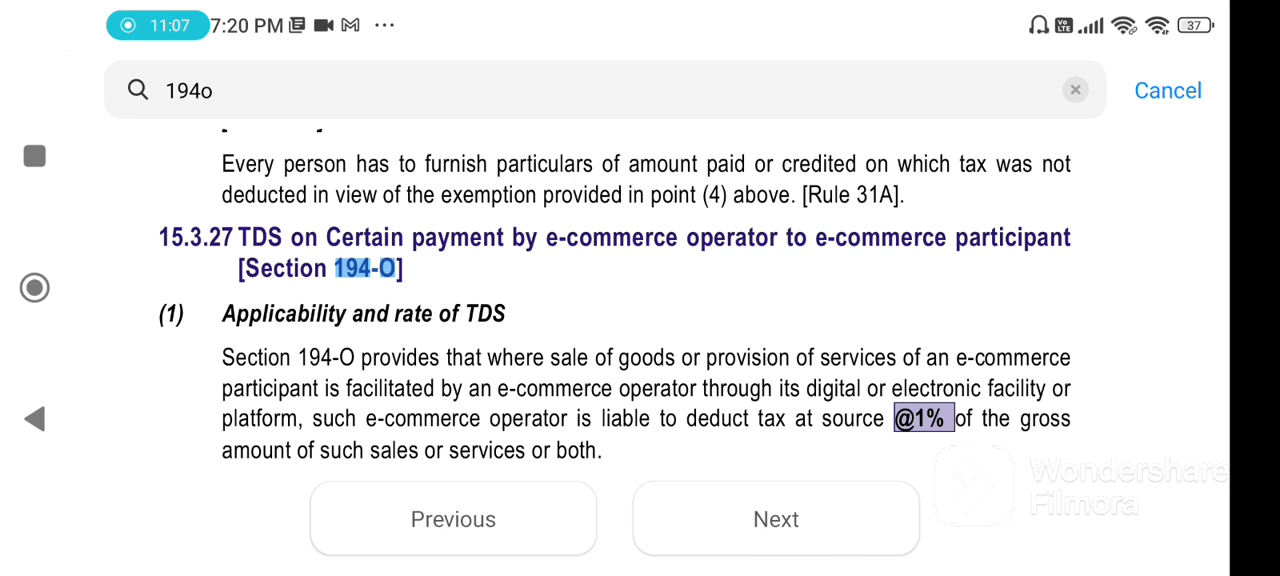 11:07 7:20 PM ...
Vo LTE 37
194o
Cancel
Every person has to furnish particulars of amount paid or credited on which tax was not
deducted in view of the exemption provided in point (4) above. [Rule 31A].
15.3.27 TDS on Certain payment by e-commerce operator to e-commerce participant
[Section 194-O]
(1) Applicability and rate of TDS
Section 194-O provides that where sale of goods or provision of services of an e-commerce
participant is facilitated by an e-commerce operator through its digital or electronic facility or
platform, such e-commerce operator is liable to deduct tax at source @1% of the gross
amount of such sales or services or both.
Wondershare
Filmora
Previous
Next